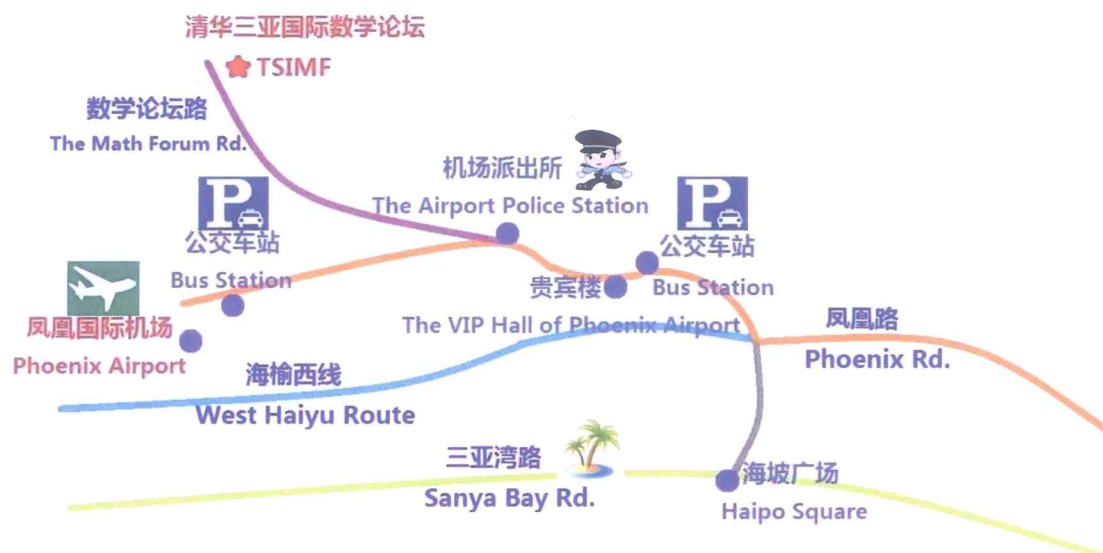 清华三亚国际数学论坛
TSIMF
数学论坛路
The Math Forum Rd.
机场派出所
The Airport Police Station
P
公交车站
Bus Station
P
公交车站
Bus Station
贵宾楼
The VIP Hall of Phoenix Airport
凤凰国际机场
Phoenix Airport
凤凰路
Phoenix Rd.
海榆西线
West Haiyu Route
三亚湾路
Sanya Bay Rd.
海坡广场
Haipo Square